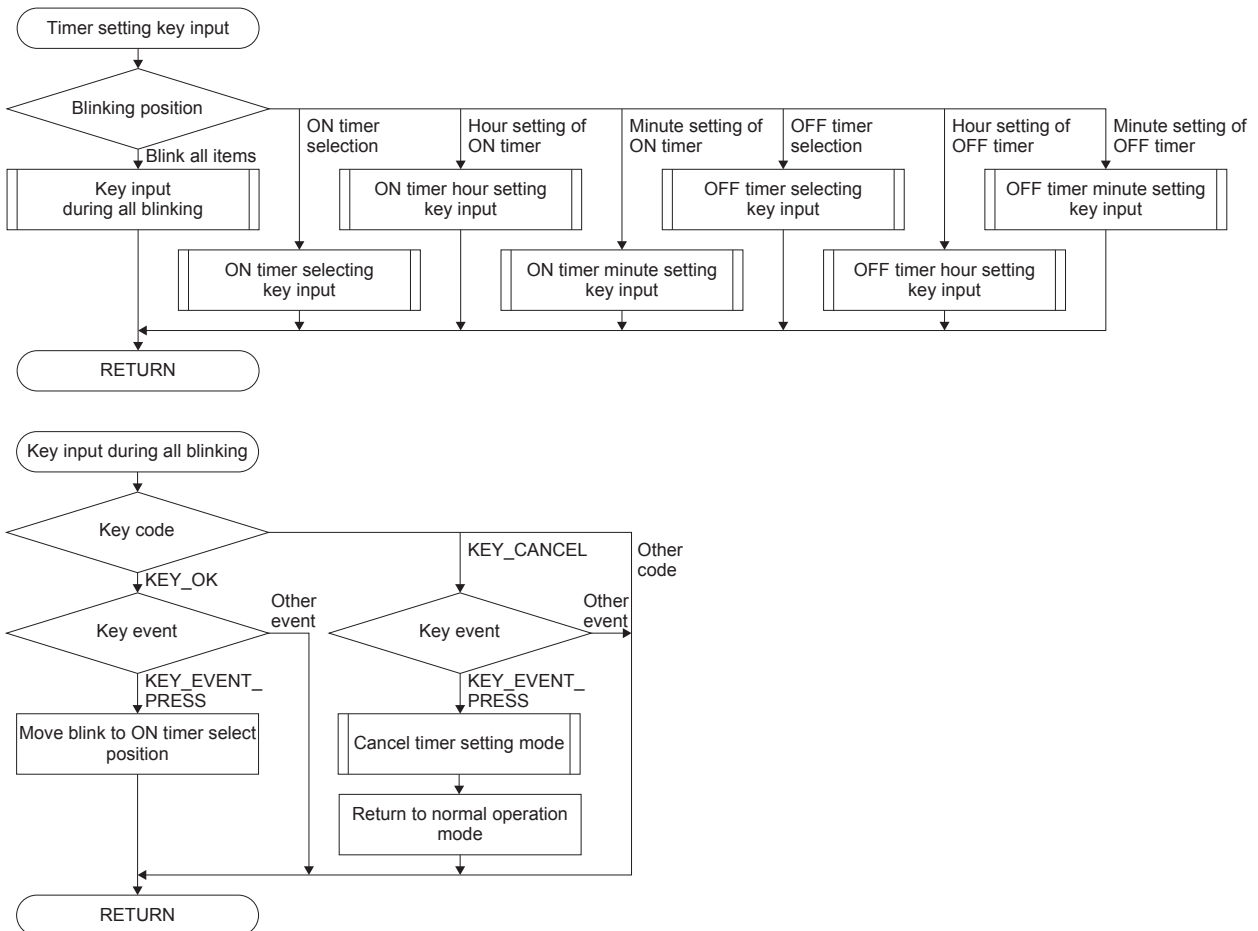 Timer setting key input
Blinking position
Blink all items
ON timer
selection
Hour setting of
ON timer
Minute setting of
ON timer
OFF timer
selection
Hour setting of
OFF timer
Minute setting of
OFF timer
Key input
during all blinking
ON timer hour setting
key input
OFF timer selecting
key input
OFF timer minute setting
key input
ON timer selecting
key input
ON timer minute setting
key input
OFF timer hour setting
key input
RETURN
Key input during all blinking
Key code
KEY_OK
KEY_CANCEL
Other
code
Key event
Other
event
Key event
Other
event
KEY_EVENT_
PRESS
KEY_EVENT_
PRESS
Move blink to ON timer select
position
Cancel timer setting mode
Return to normal operation
mode
RETURN